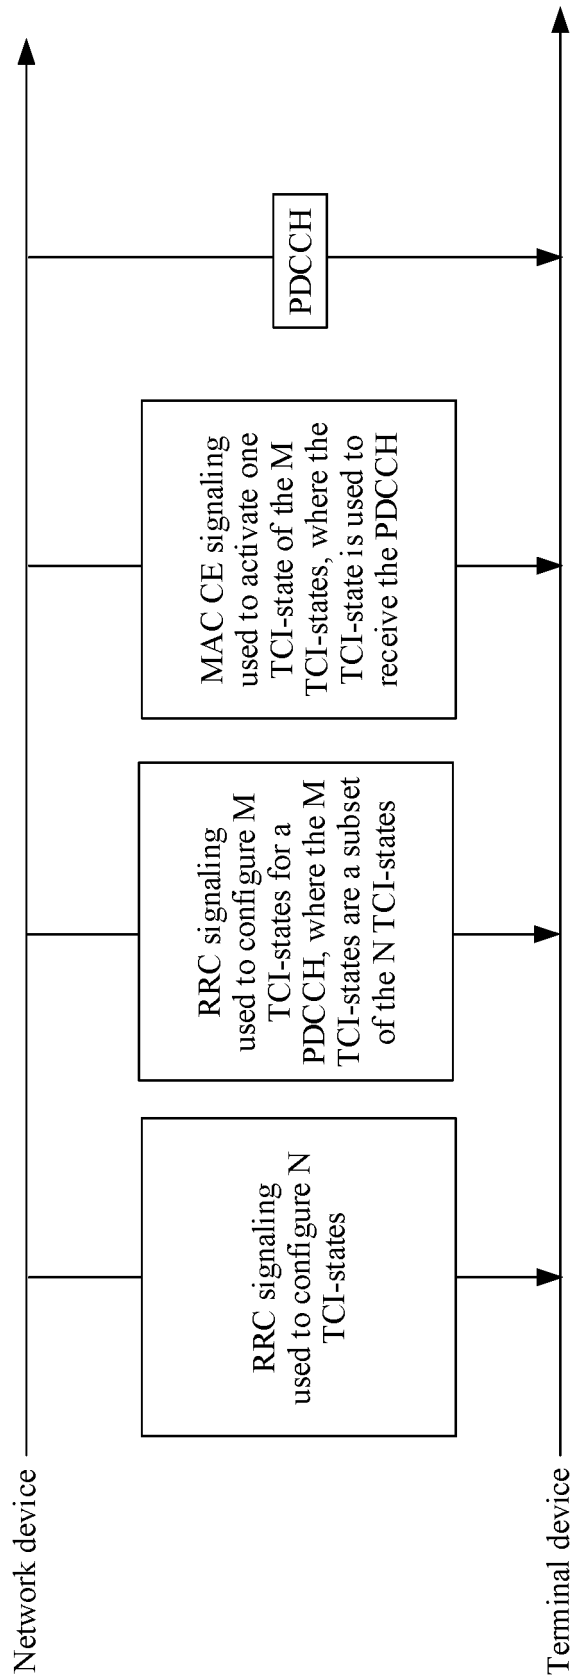 Network device
RRC signaling
used to configure N
TCI-states
RRC signaling
used to configure M
TCI-states for a
PDCCH, where the M
TCI-states are a subset
of the N TCI-states
MAC CE signaling
used to activate one
TCI-state of the M
TCI-states, where the
TCI-state is used to
receive the PDCCH
PDCCH
Terminal device